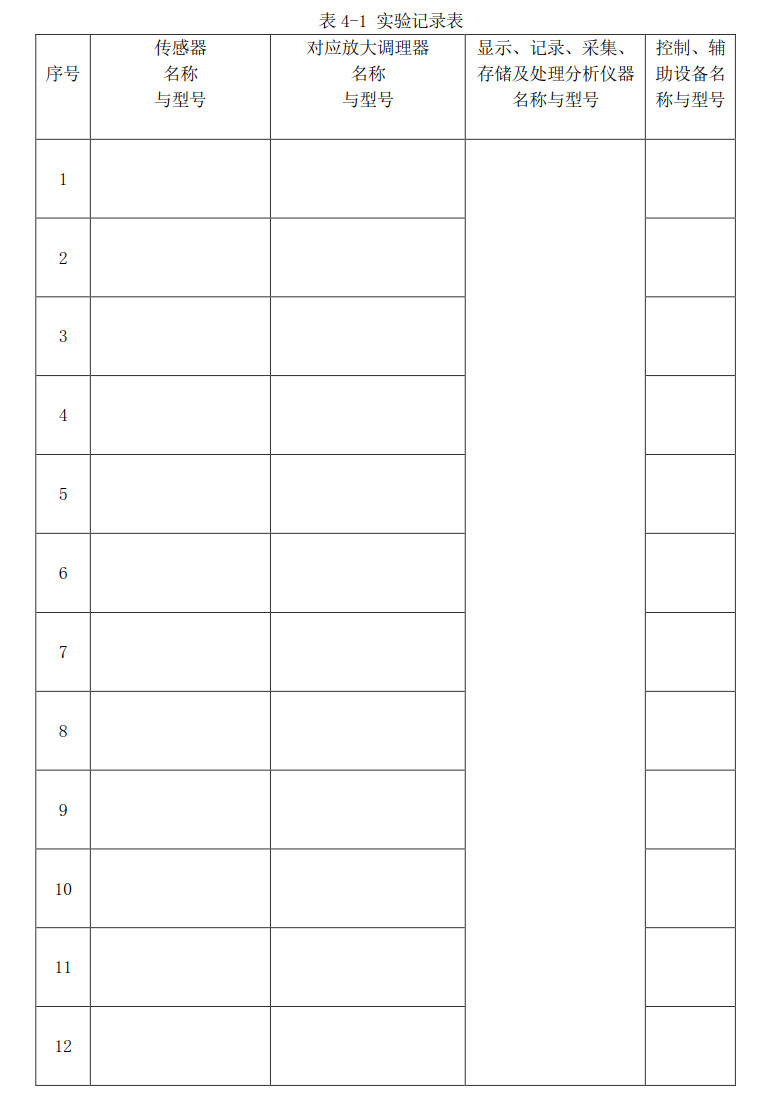 表 4-1 实验记录表
序号
传感器
名称
与型号
对应放大调理器
名称
与型号
显示、记录、采集、
存储及处理分析仪器
名称与型号
控制、辅
助设备名
称与型号
1
2
3
4
5
6
7
8
9
10
11
12